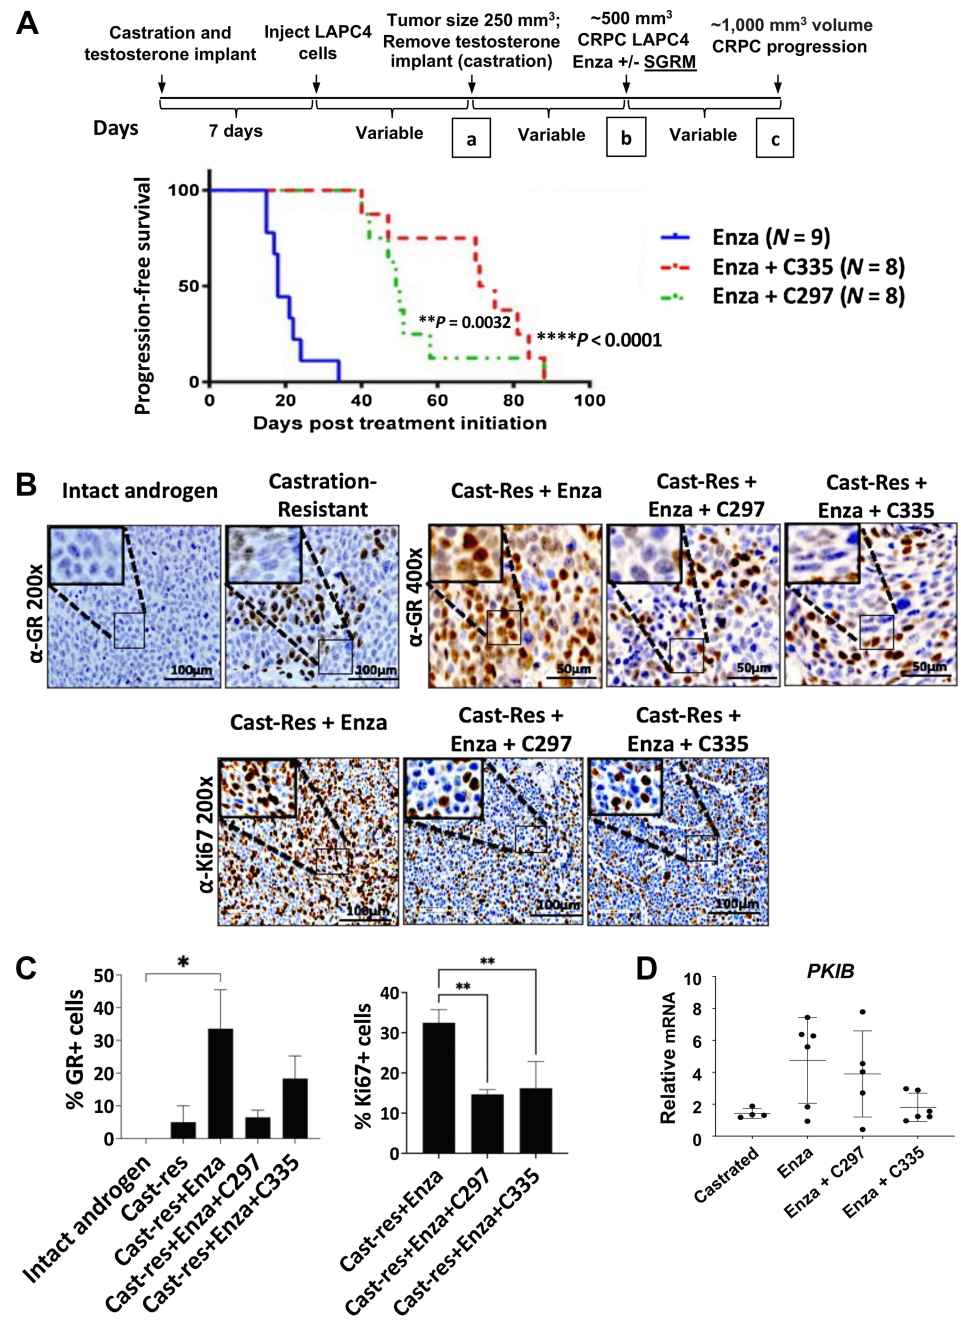 A
Castration and
testosterone implant
Inject LAPC4
cells
Tumor size 250 mm³;
Remove testosterone
implant (castration)
~500 mm³
CRPC LAPC4
Enza +/- SGRM
~1,000 mm³ volume
CRPC progression
Days
7 days
Variable
a
Variable
b
Variable
c
Progression-free survival
100
50
0
0
20
40
60
80
100
Days post treatment initiation
**P = 0.0032
****P < 0.0001
Enza (N = 9)
Enza + C335 (N = 8)
Enza + C297 (N = 8)
B
Intact androgen
Castration-
Resistant
Cast-Res + Enza
Cast-Res +
Enza + C297
Cast-Res +
Enza + C335
α-GR 200x
100µm
100µm
α-GR 400x
50µm
50µm
50µm
Cast-Res + Enza
Cast-Res +
Enza + C297
Cast-Res +
Enza + C335
α-Ki67 200x
100µm
100µm
100µm
C
% GR+ cells
50
40
30
20
10
0
*
Intact androgen
Cast-res
Cast-res+Enza
Cast-res+Enza+C297
Cast-res+Enza+C335
% Ki67+ cells
40
30
20
10
0
**
**
Cast-res+Enza
Cast-res+Enza+C297
Cast-res+Enza+C335
D
PKIB
Relative mRNA
10
8
6
4
2
0
Castrated
Enza
Enza + C297
Enza + C335